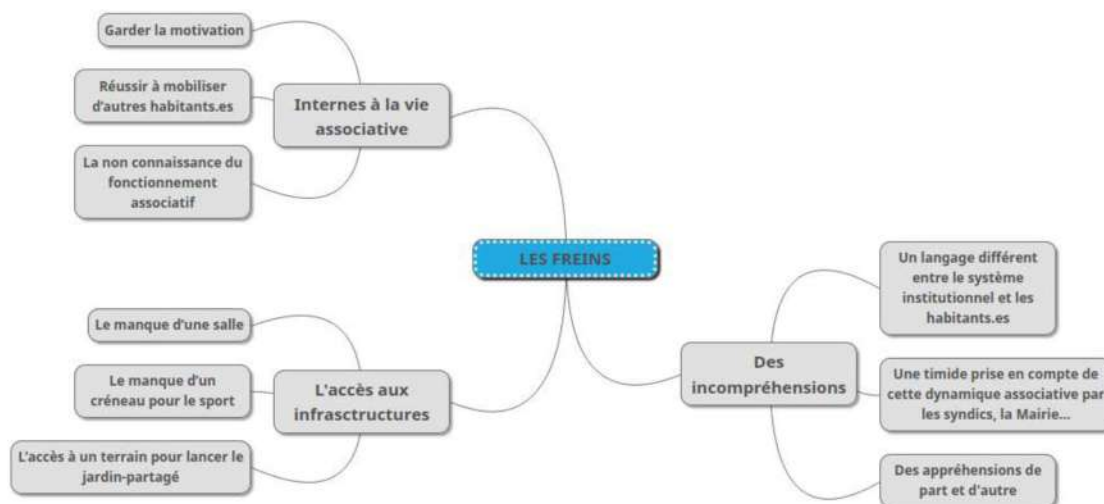 Garder la motivation
Réussir à mobiliser
d'autres habitants.es
La non connaissance du
fonctionnement
associatif
Internes à la vie
associative
LES FREINS
Le manque d'une salle
Le manque d'un
créneau pour le sport
L'accès à un terrain pour lancer le
jardin-partagé
L'accès aux
infrasctructures
Des
incompréhensions
Un langage différent
entre le système
institutionnel et les
habitants.es
Une timide prise en compte de
cette dynamique associative par
les syndics, la Mairie...
Des appréhensions de
part et d'autre